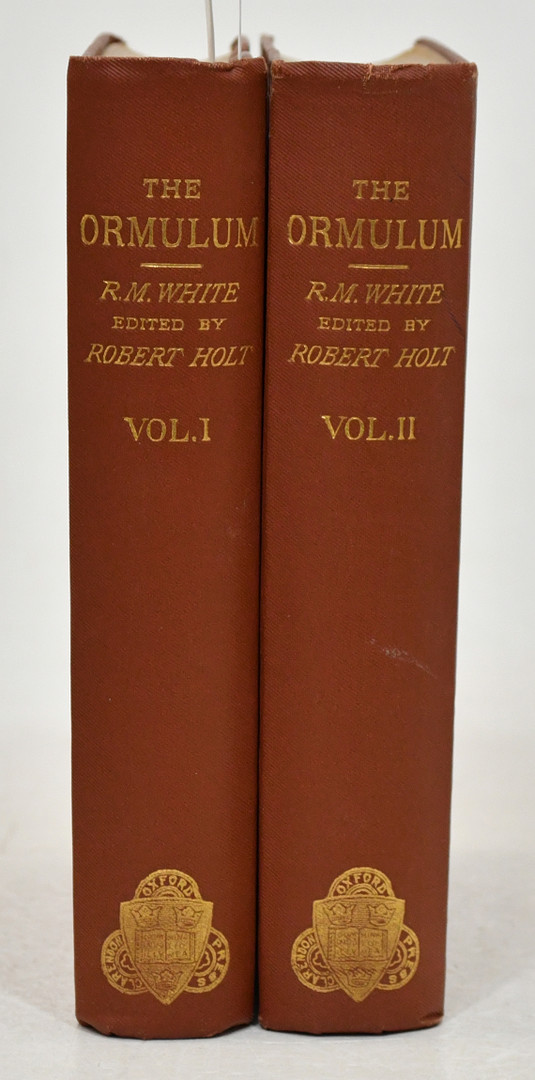 THE
ORMULUM
R.M. WHITE
EDITED BY
ROBERT HOLT
VOL. I
OXFORD
CLARENDON PRESS
THE
ORMULUM
R.M. WHITE
EDITED BY
ROBERT HOLT
VOL. II
OXFORD
CLARENDON PRESS